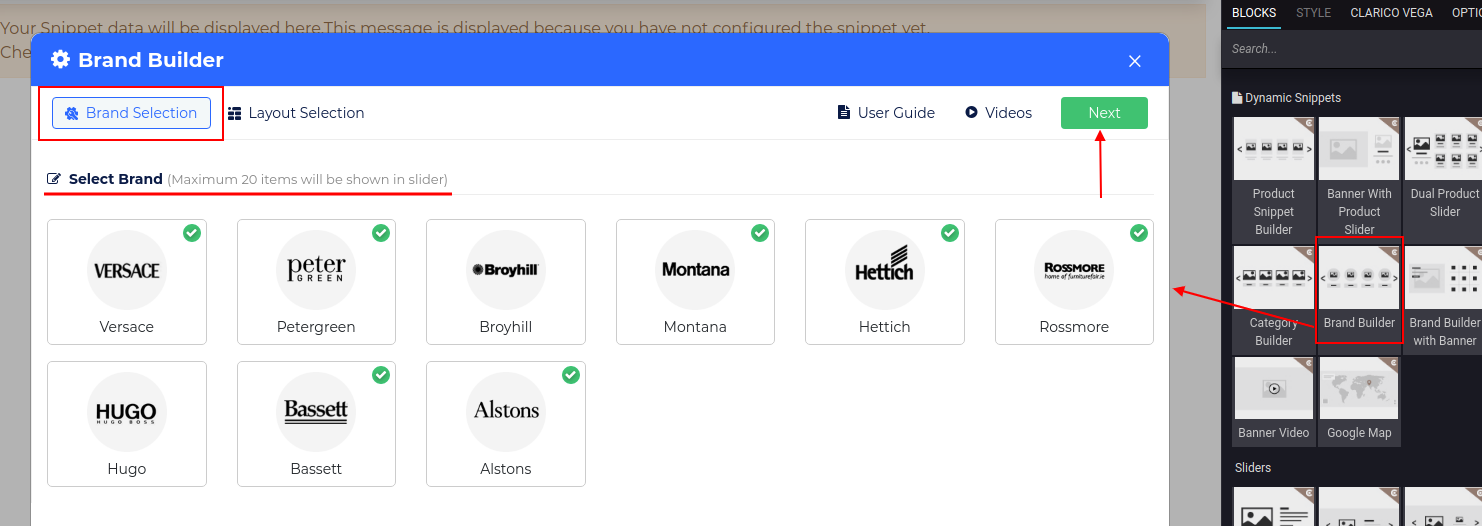 Your Snippet data will be displayed here.This message is displayed because you have not configured the snippet yet.
Che
Brand Builder
Brand Selection
Layout Selection
User Guide
Videos
Next
Select Brand (Maximum 20 items will be shown in slider)
VERSACE
Versace
peter
GREEN
Petergreen
Broyhill
Broyhill
Montana
Montana
Hettich
Hettich
ROSSMORE
home of furniturefair.ie
Rossmore
HUGO
HUGO BOSS
Hugo
Bassett
Bassett
Alstons
Alstons
BLOCKS STYLE CLARICO VEGA OPTIO
Search...
Dynamic Snippets
Product
Snippet
Builder
Banner With
Product
Slider
Dual Product
Slider
Category
Builder
Brand Builder
Brand Builder
with Banner
Banner Video
Google Map
Sliders